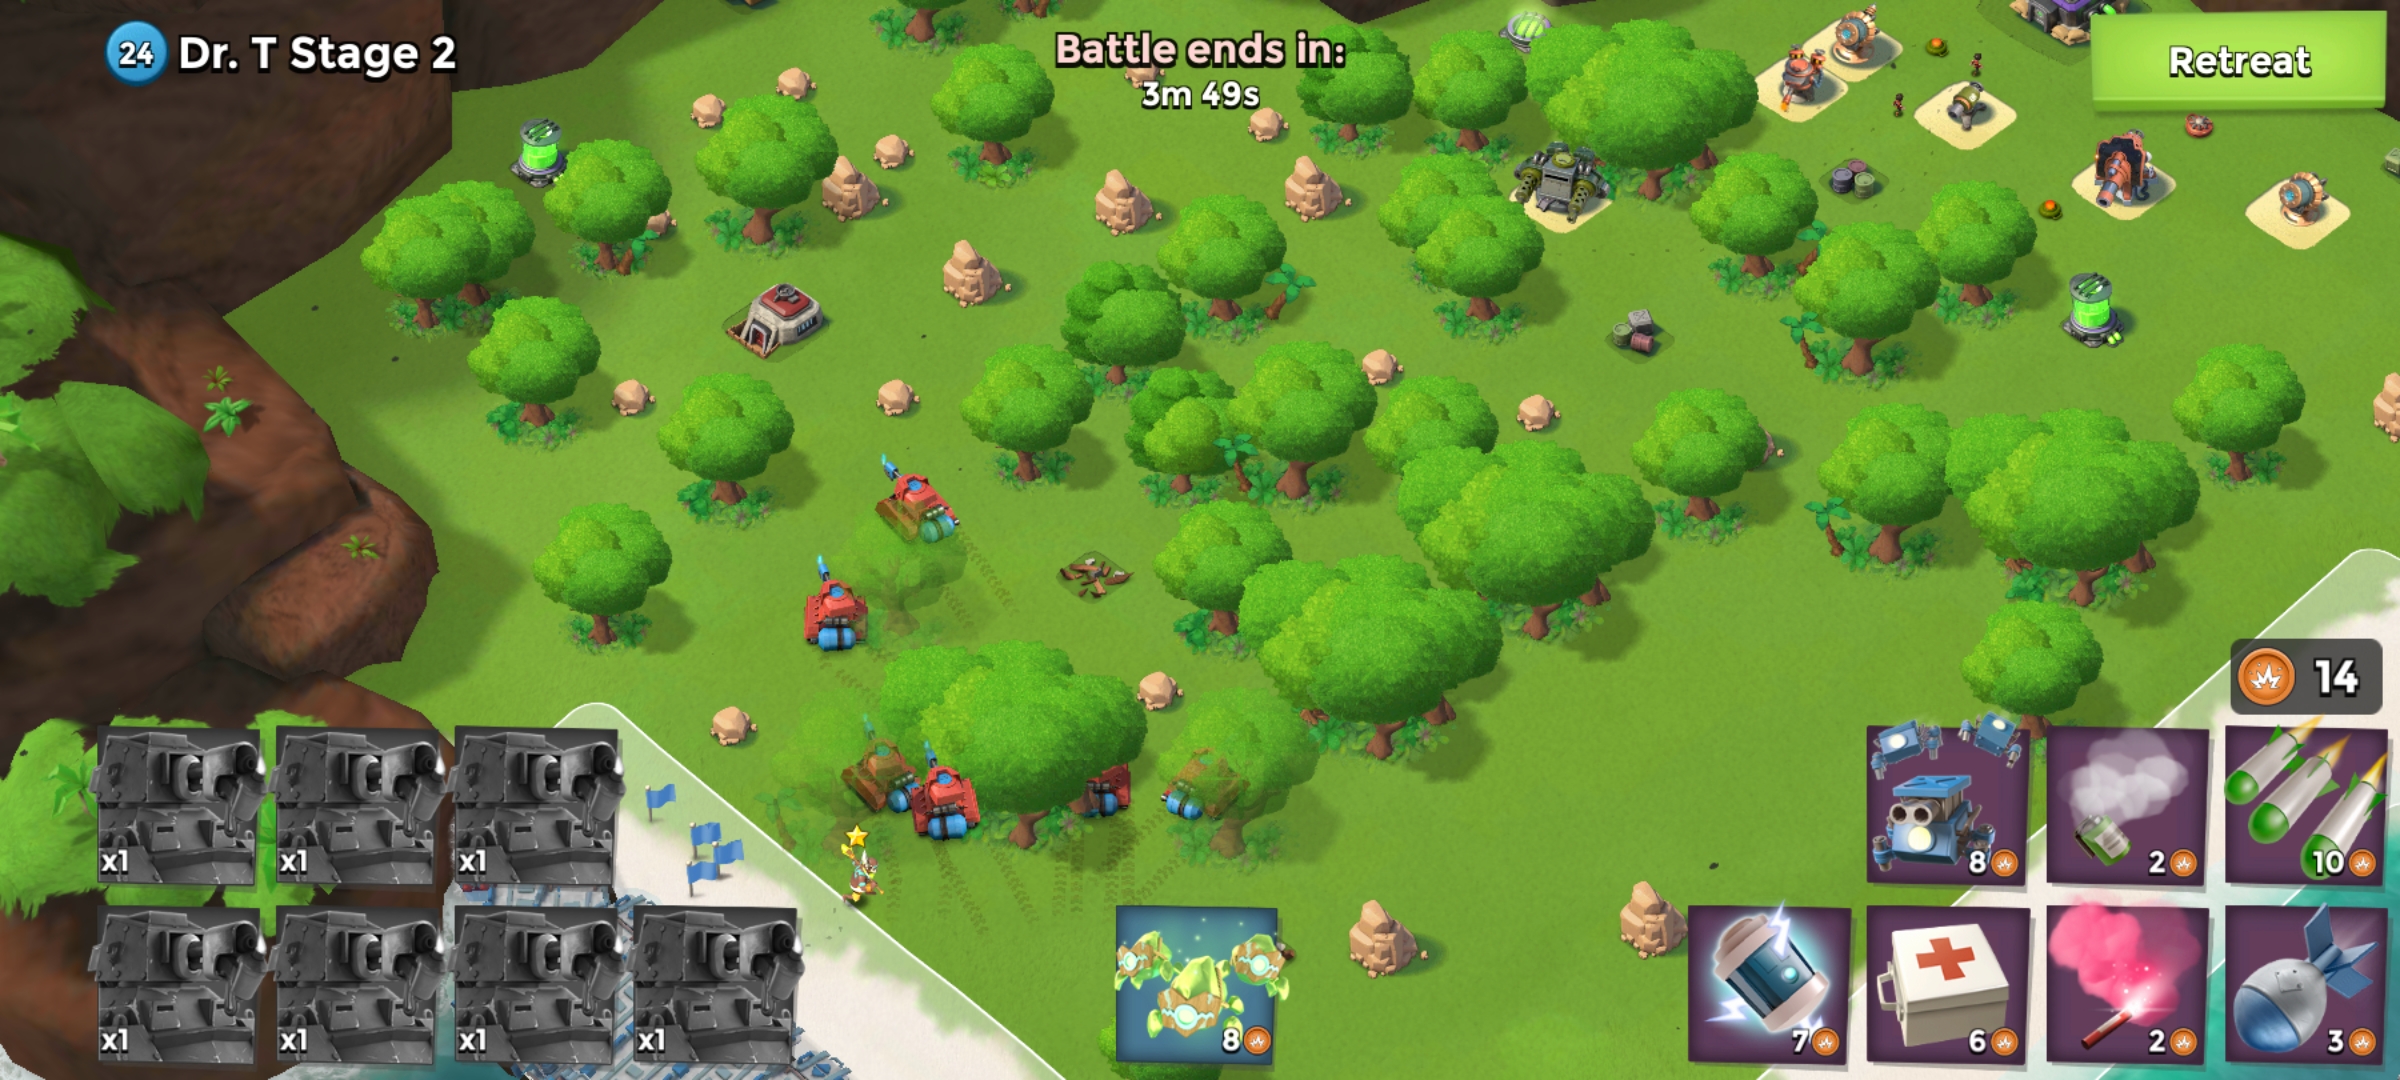 24 Dr. T Stage 2
Battle ends in:
3m 49s
Retreat
14
x1 x1 x1
8 2 10
x1 x1 x1 x1
8 7 6 2 3